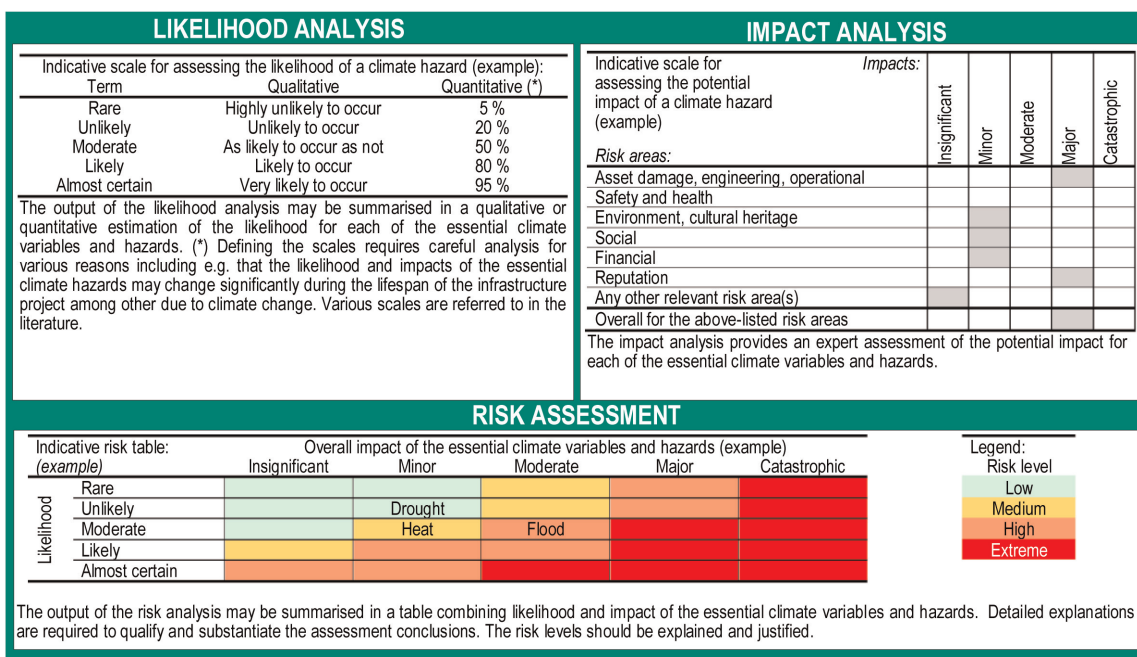 LIKELIHOOD ANALYSIS
Indicative scale for assessing the likelihood of a climate hazard (example):
Term Qualitative Quantitative (*)
Rare Highly unlikely to occur 5 %
Unlikely Unlikely to occur 20 %
Moderate As likely to occur as not 50 %
Likely Likely to occur 80 %
Almost certain Very likely to occur 95 %
The output of the likelihood analysis may be summarised in a qualitative or
quantitative estimation of the likelihood for each of the essential climate
variables and hazards. (*) Defining the scales requires careful analysis for
various reasons including e.g. that the likelihood and impacts of the essential
climate hazards may change significantly during the lifespan of the infrastructure
project among other due to climate change. Various scales are referred to in the
literature.
IMPACT ANALYSIS
Indicative scale for Impacts:
assessing the potential
impact of a climate hazard
(example)
Risk areas:
Insignificant
Minor
Moderate
Major
Catastrophic
Asset damage, engineering, operational
Safety and health
Environment, cultural heritage
Social
Financial
Reputation
Any other relevant risk area(s)
Overall for the above-listed risk areas
The impact analysis provides an expert assessment of the potential impact for
each of the essential climate variables and hazards.
RISK ASSESSMENT
Indicative risk table: Overall impact of the essential climate variables and hazards (example)
(example) Insignificant Minor Moderate Major Catastrophic
Likelihood
Rare
Unlikely Drought
Moderate Heat Flood
Likely
Almost certain
Legend:
Risk level
Low
Medium
High
Extreme
The output of the risk analysis may be summarised in a table combining likelihood and impact of the essential climate variables and hazards. Detailed explanations
are required to qualify and substantiate the assessment conclusions. The risk levels should be explained and justified.